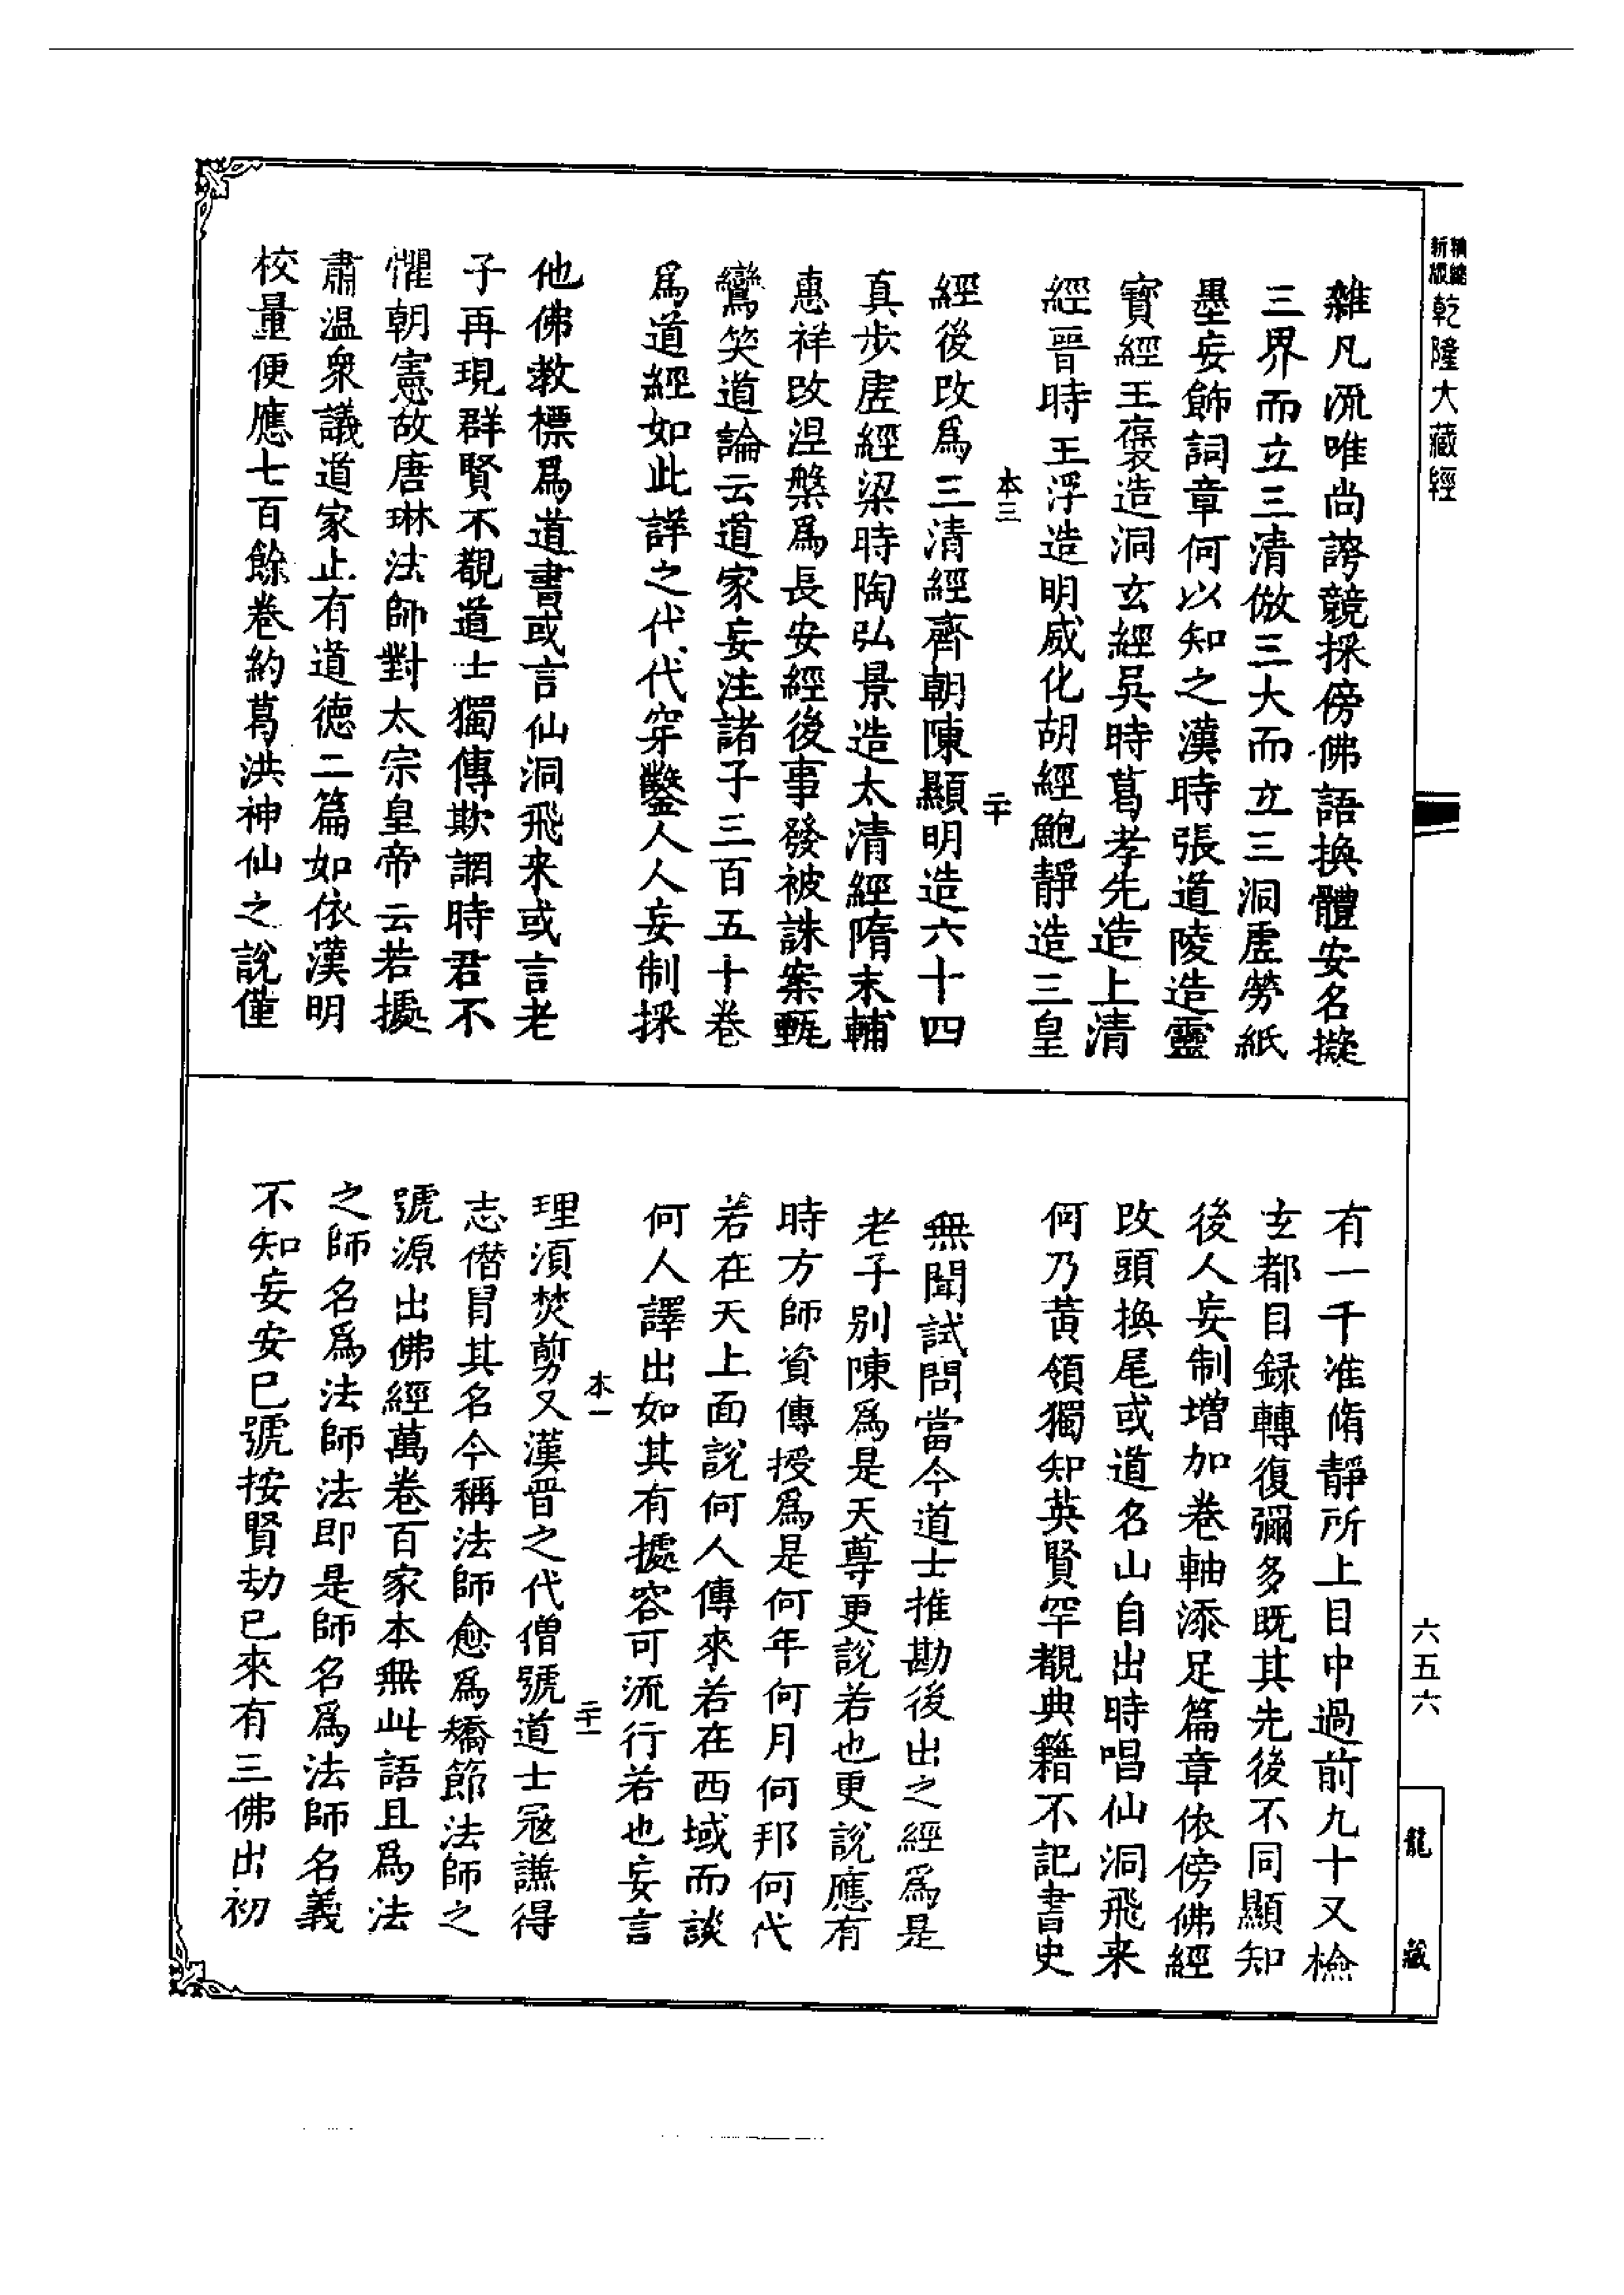 新編縮版乾隆大藏經
雜凡流唯尚誇競採傍佛語換體安名擬
三界而立三清倣三大而立三洞虛勞紙
墨妄飾詞章何以知之漢時張道陵造靈
寶經王褒造洞玄經吳時葛孝先造上清
經晉時王浮造明威化胡經鮑靜造三皇
本三
二十
經後改爲三清經齊朝陳顯明造六十四
真步虛經梁時陶弘景造太清經隋末輔
惠祥改涅槃爲長安經後事發被誅案甄
鸞笑道論云道家妄注諸子三百五十卷
爲道經如此詳之代代穿鑿人人妄制採
他佛教標爲道書或言仙洞飛来或言老
子再現群賢不覩道士獨傳欺誷時君不
懼朝憲故唐琳法師對太宗皇帝云若據
肅溫衆議道家止有道德二篇如依漢明
校量便應七百餘卷約葛洪神仙之說僅
有一千准脩靜所上目中過前九十又檢
玄都目録轉復彌多既其先後不同顯知
後人妄制增加卷軸添足篇章依傍佛經
改頭換尾或道名山自出時唱仙洞飛来
何乃黃領獨知英賢罕覩典籍不記書史
無聞試問當今道士推勘後出之經爲是
老子別陳爲是天尊更說若也更說應有
時方師資傳授爲是何年何月何邦何代
若在天上面說何人傳來若在西域而談
何人譯出如其有據容可流行若也妄言
本一
二十一
理須焚剪又漢晉之代僧號道士冦謙得
志僭冒其名今稱法師愈爲矯節法師之
號源出佛經萬卷百家本無此語且爲法
之師名爲法師法即是師名爲法師名義
不知妄安已號按賢劫已來有三佛出初
六五六
龍藏